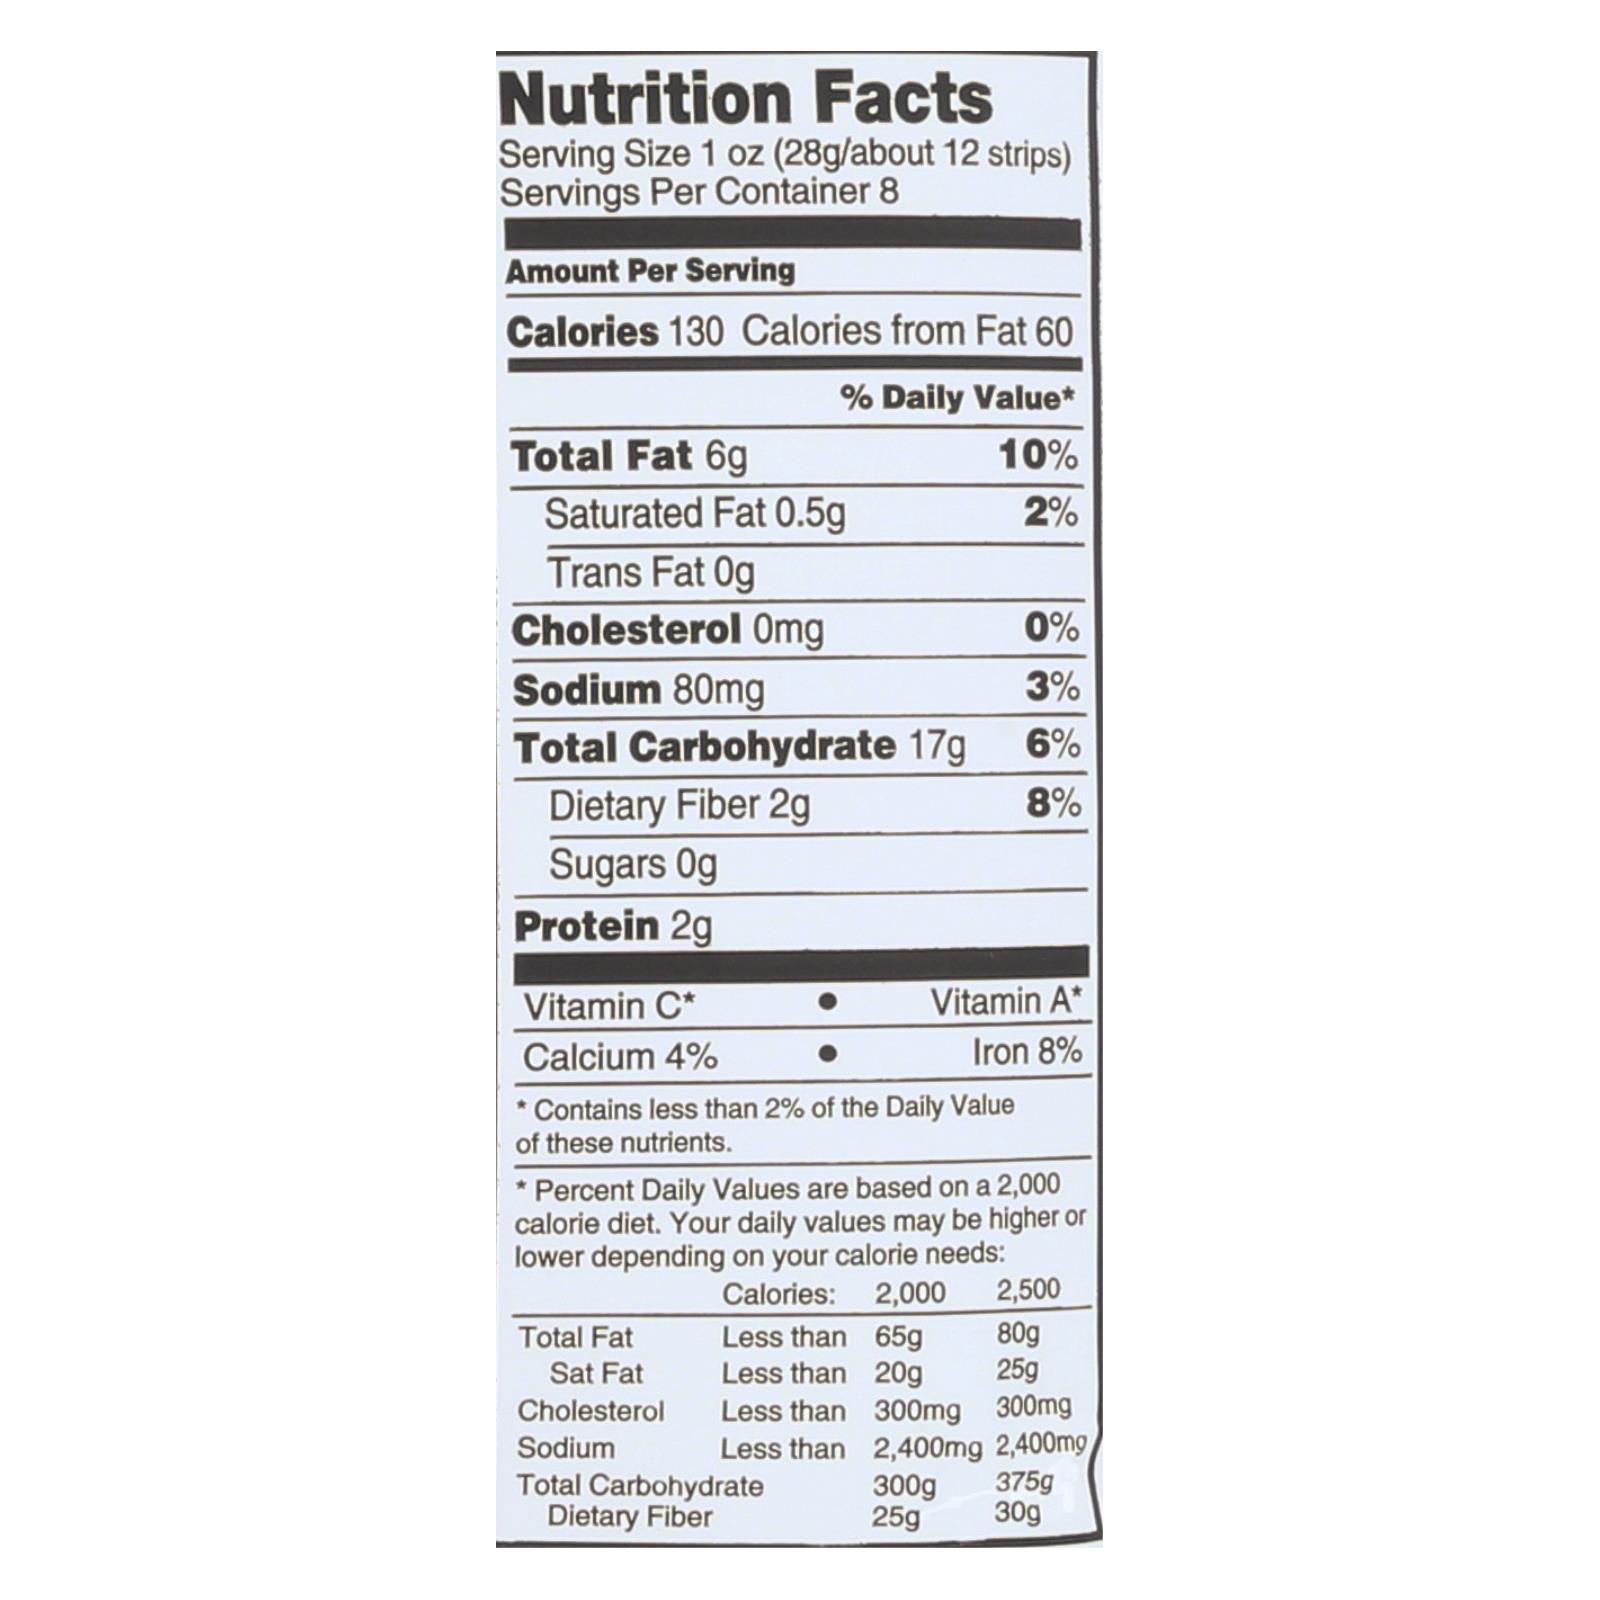 Nutrition Facts
Serving Size 1 oz (28g/about 12 strips)
Servings Per Container 8
Amount Per Serving
Calories 130 Calories from Fat 60
% Daily Value*
Total Fat 6g 10%
Saturated Fat 0.5g 2%
Trans Fat 0g
Cholesterol 0mg 0%
Sodium 80mg 3%
Total Carbohydrate 17g 6%
Dietary Fiber 2g 8%
Sugars 0g
Protein 2g
Vitamin C* • Vitamin A*
Calcium 4% • Iron 8%
* Contains less than 2% of the Daily Value
of these nutrients.
* Percent Daily Values are based on a 2,000
calorie diet. Your daily values may be higher or
lower depending on your calorie needs:
Calories: 2,000 2,500
Total Fat Less than 65g 80g
Sat Fat Less than 20g 25g
Cholesterol Less than 300mg 300mg
Sodium Less than 2,400mg 2,400mg
Total Carbohydrate 300g 375g
Dietary Fiber 25g 30g